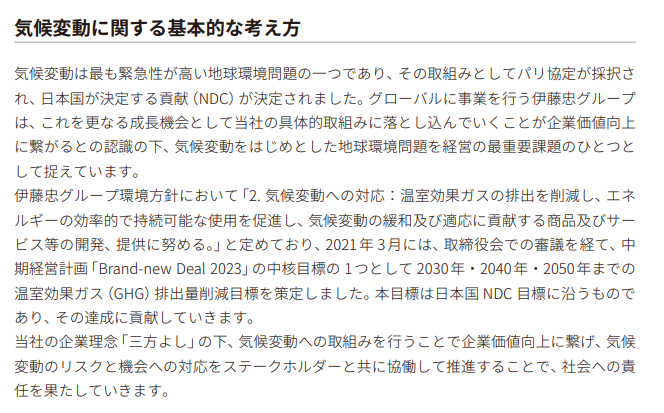 気候変動に関する基本的な考え方
気候変動は最も緊急性が高い地球環境問題の一つであり、その取組みとしてパリ協定が採択さ
れ、日本国が決定する貢献（NDC）が決定されました。グローバルに事業を行う伊藤忠グループ
は、これを更なる成長機会として当社の具体的取組みに落とし込んでいくことが企業価値向上
に繋がるとの認識の下、気候変動をはじめとした地球環境問題を経営の最重要課題のひとつと
して捉えています。
伊藤忠グループ環境方針において「2. 気候変動への対応：温室効果ガスの排出を削減し、エネ
ルギーの効率的で持続可能な使用を促進し、気候変動の緩和及び適応に貢献する商品及びサー
ビス等の開発、提供に努める。」と定めており、2021年3月には、取締役会での審議を経て、中
期経営計画「Brand-new Deal 2023」の中核目標の1つとして2030年・2040年・2050年までの
温室効果ガス（GHG）排出量削減目標を策定しました。本目標は日本国NDC目標に沿うもので
あり、その達成に貢献していきます。
当社の企業理念「三方よし」の下、気候変動への取組みを行うことで企業価値向上に繋げ、気候
変動のリスクと機会への対応をステークホルダーと共に協働して推進することで、社会への責
任を果たしていきます。